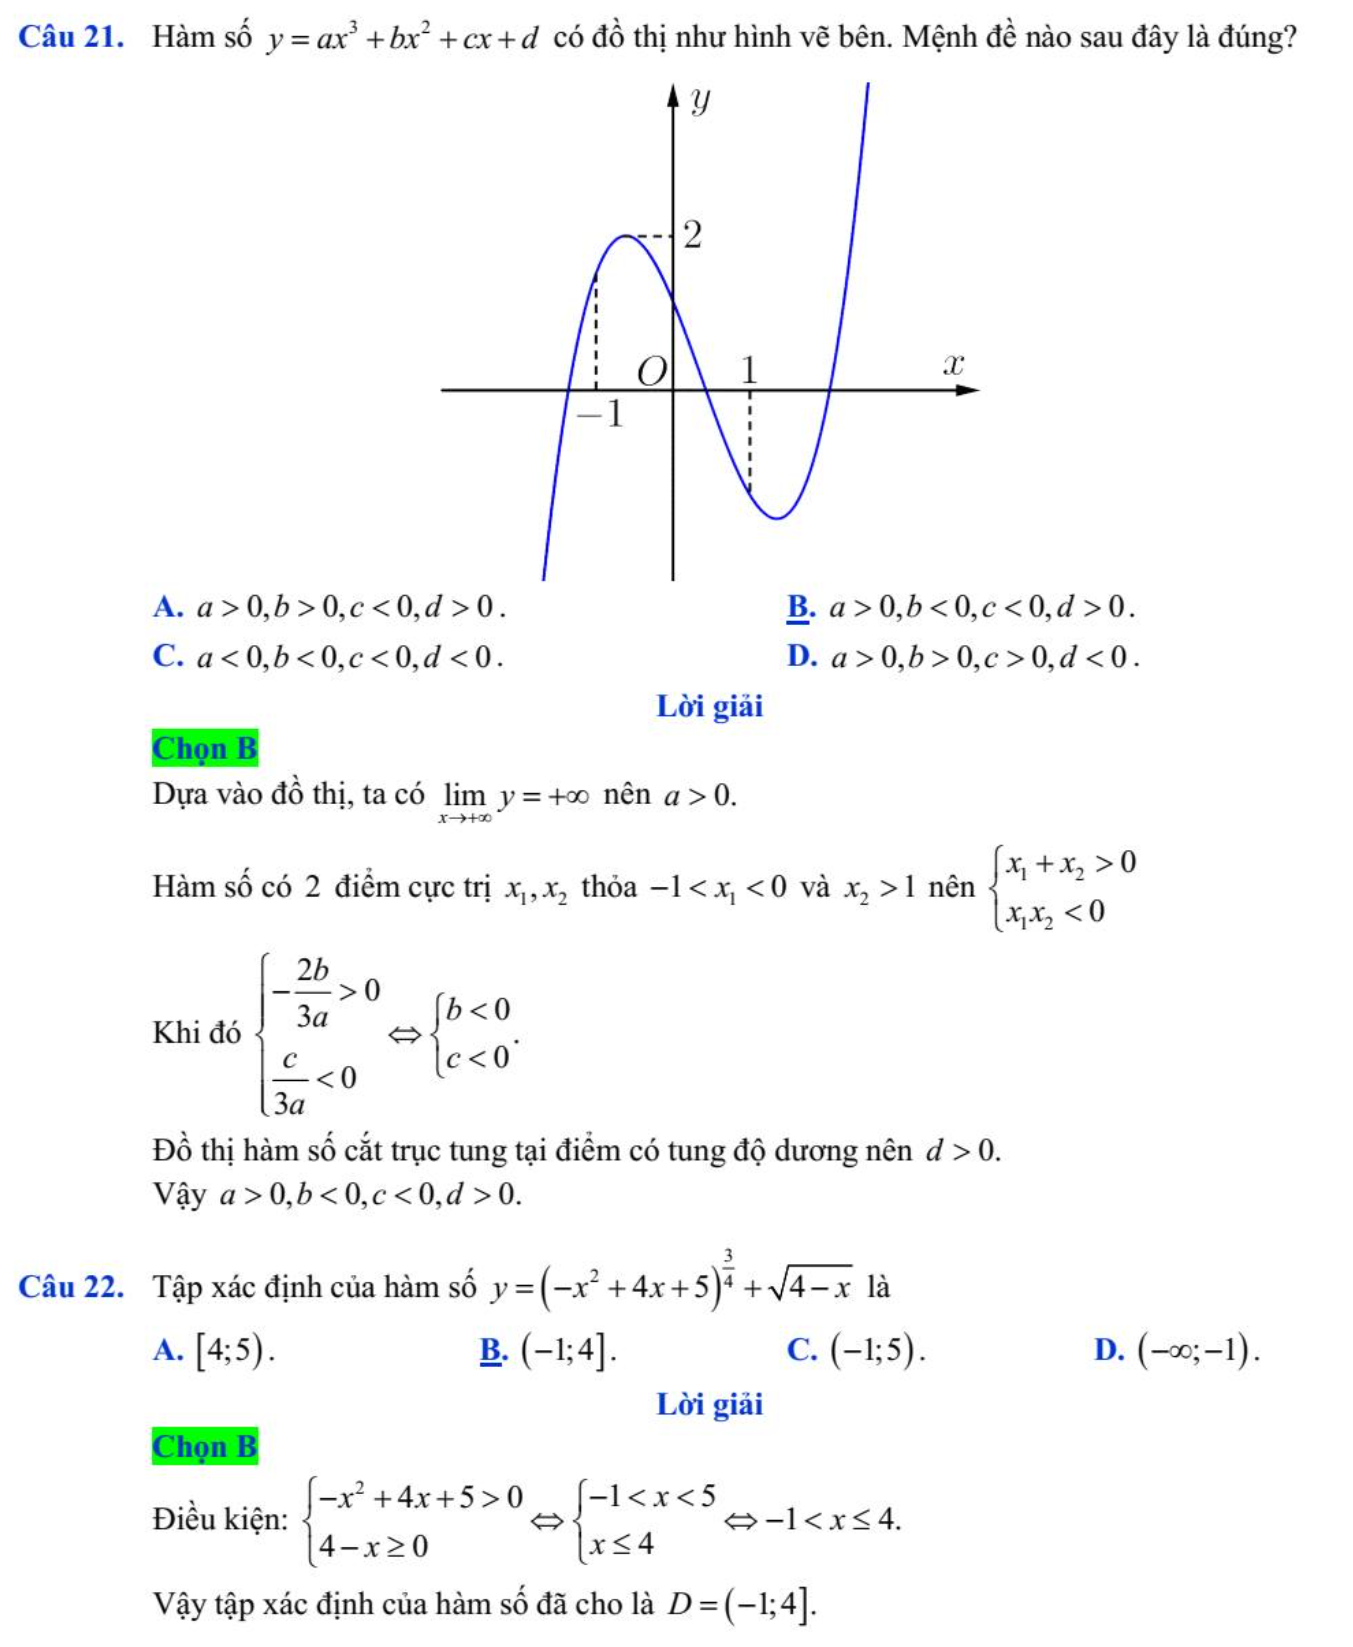 Câu 21. Hàm số y = ax³ + bx² + cx + d có đồ thị như hình vẽ bên. Mệnh đề nào sau đây là đúng?
y
2
O
1
x
−1
A. a > 0, b > 0, c < 0, d > 0. B. a > 0, b < 0, c < 0, d > 0.
C. a < 0, b < 0, c < 0, d < 0. D. a > 0, b > 0, c > 0, d < 0.
Lời giải
Chọn B
Dựa vào đồ thị, ta có lim_{x→+∞} y = +∞ nên a > 0.
Hàm số có 2 điểm cực trị x₁, x₂ thỏa −1 < x₁ < 0 và x₂ > 1 nên { x₁ + x₂ > 0; x₁x₂ < 0
Khi đó { −2b/3a > 0; c/3a < 0 ⇔ { b < 0; c < 0 .
Đồ thị hàm số cắt trục tung tại điểm có tung độ dương nên d > 0.
Vậy a > 0, b < 0, c < 0, d > 0.
Câu 22. Tập xác định của hàm số y = (−x² + 4x + 5)^{3/4} + √(4 − x) là
A. [4;5). B. (−1;4]. C. (−1;5). D. (−∞;−1).
Lời giải
Chọn B
Điều kiện: { −x² + 4x + 5 > 0; 4 − x ≥ 0 ⇔ { −1 < x < 5; x ≤ 4 ⇔ −1 < x ≤ 4.
Vậy tập xác định của hàm số đã cho là D = (−1;4].